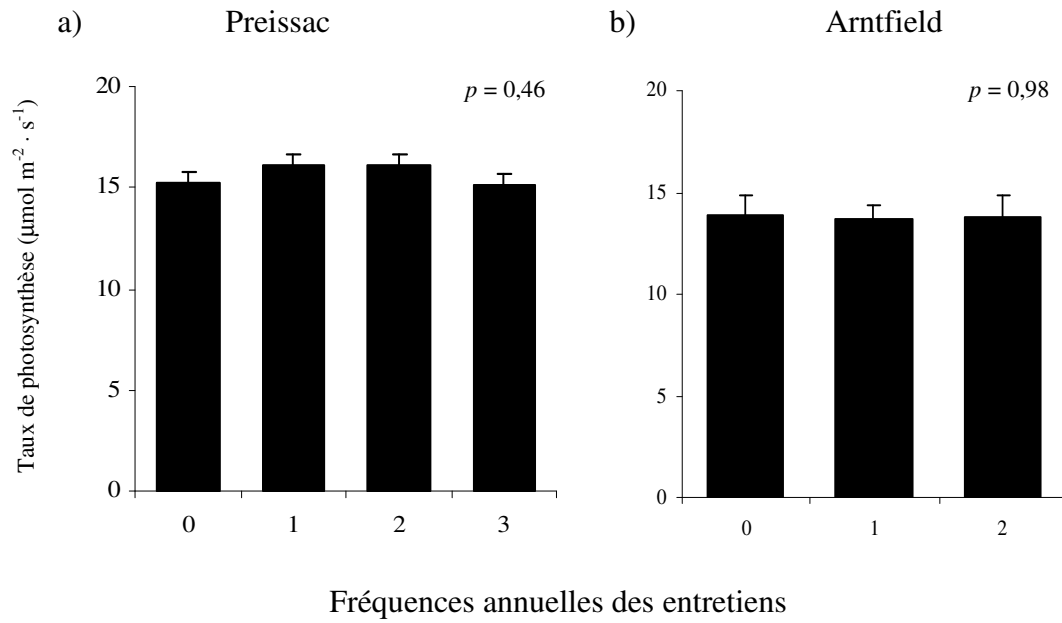 a) Preissac
b) Arntfield
Taux de photosynthèse (µmol m⁻² · s⁻¹)
20
15
10
5
0
p = 0,46
0 1 2 3
20
15
10
5
0
p = 0,98
0 1 2
Fréquences annuelles des entretiens